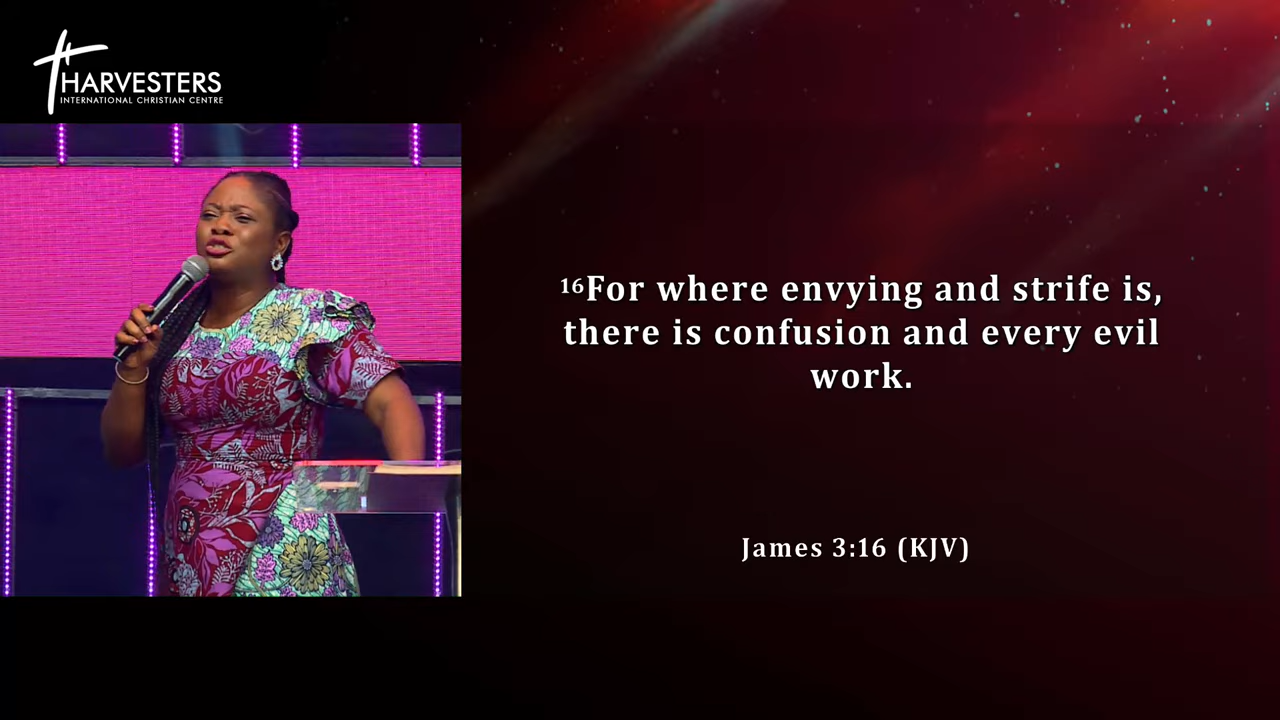 HARVESTERS
INTERNATIONAL CHRISTIAN CENTRE
¹⁶For where envying and strife is,
there is confusion and every evil
work.
James 3:16 (KJV)